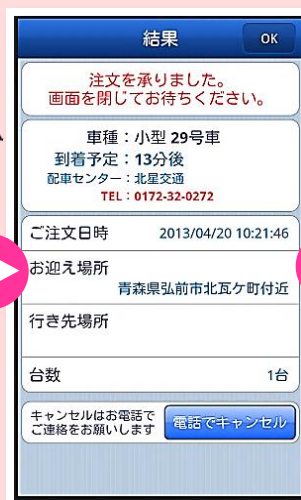 結果
OK
注文を承りました。
画面を閉じてお待ちください。
車種：小型 29号車
到着予定：13分後
配車センター：北星交通
TEL：0172-32-0272
ご注文日時 2013/04/20 10:21:46
お迎え場所
青森県弘前市北瓦ケ町付近
行き先場所
台数 1台
キャンセルはお電話で
ご連絡をお願いします
電話でキャンセル